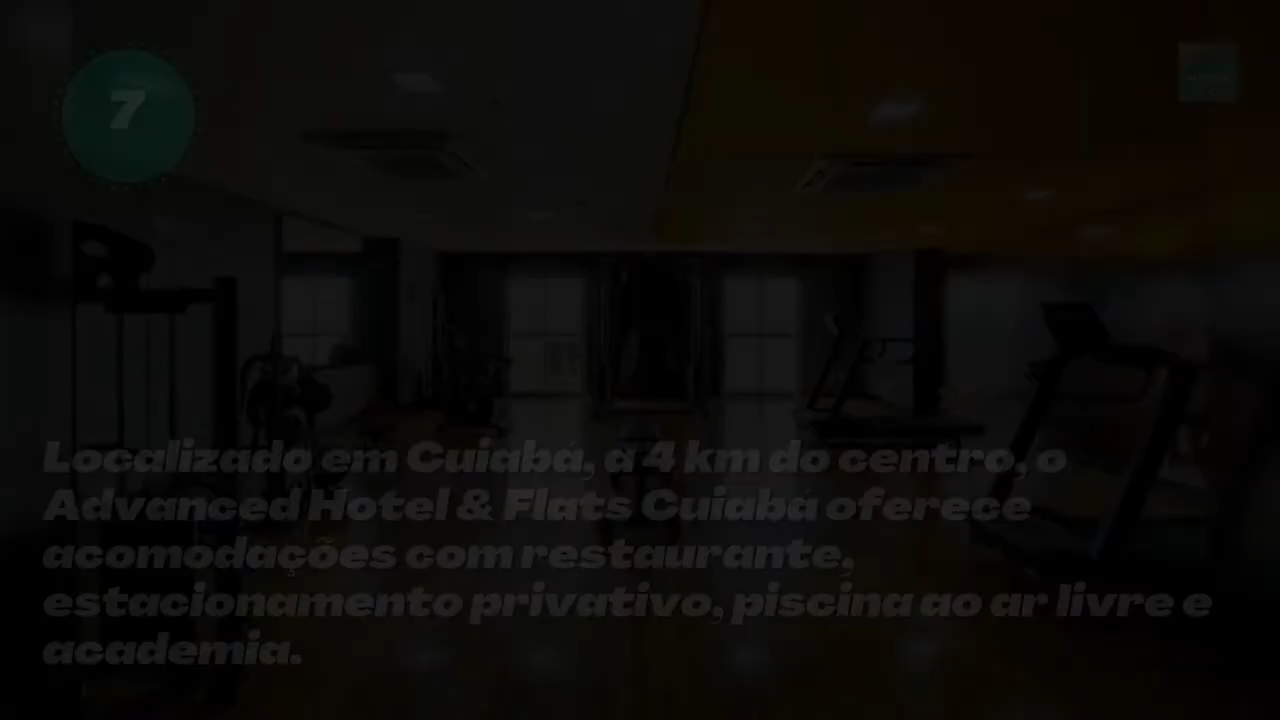 7
Localizado em Cuiabá, a 4 km do centro, o
Advanced Hotel & Flats Cuiabá oferece
acomodações com restaurante,
estacionamento privativo, piscina ao ar livre e
academia.